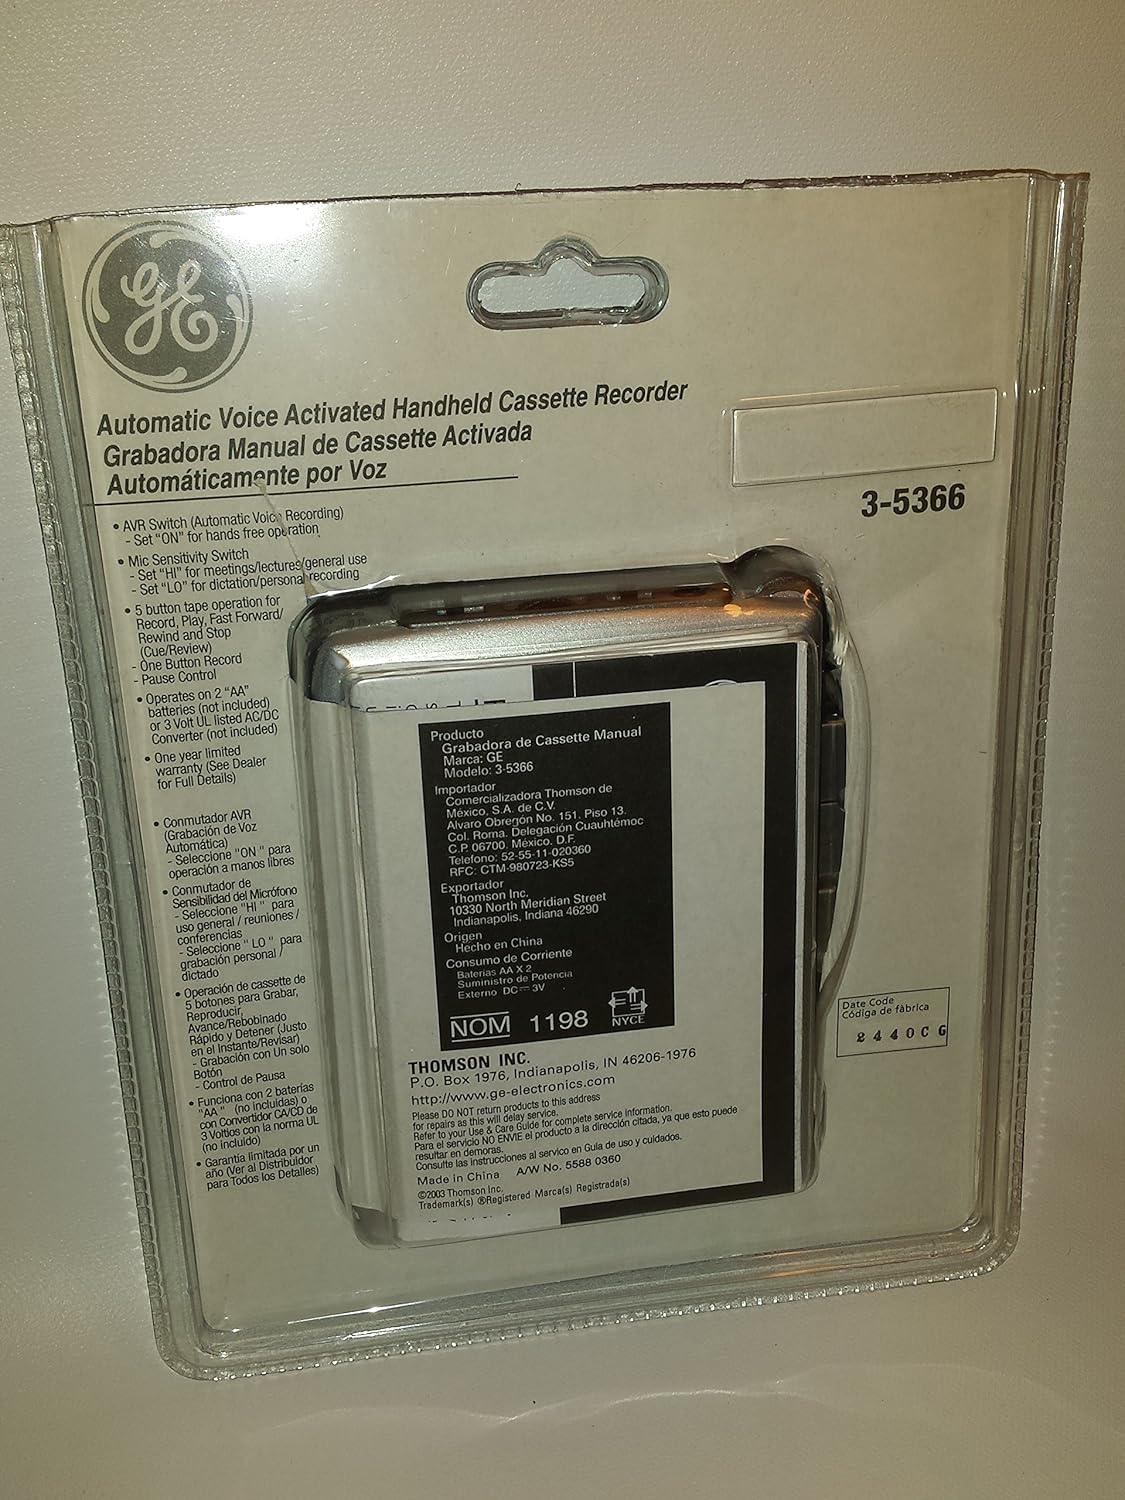 GE
Automatic Voice Activated Handheld Cassette Recorder
Grabadora Manual de Cassette Activada
Automáticamente por Voz
3-5366
• AVR Switch (Automatic Voice Recording)
- Set "ON" for hands free operation
• Mic Sensitivity Switch
- Set "HI" for meetings/lectures/general use
- Set "LO" for dictation/personal recording
• 5 button tape operation for
Record, Play, Fast Forward/
Rewind and Stop
(Cue/Review)
- One Button Record
- Pause Control
• Operates on 2 "AA"
batteries (not included)
or 3 Volt UL listed AC/DC
Converter (not included)
• One year limited
warranty (See Dealer
for Full Details)
• Conmutador AVR
(Grabación de Voz
Automática)
- Seleccione "ON" para
operación a manos libres
• Conmutador de
Sensibilidad del Micrófono
- Seleccione "HI" para
uso general / reuniones /
conferencias
- Seleccione "LO" para
grabación personal /
dictado
• Operación de cassette de
5 botones para Grabar,
Reproducir,
Avance/Rebobinado
Rápido y Detener (Justo
en el Instante/Revisar)
- Grabación con Un solo
Botón
- Control de Pausa
• Funciona con 2 baterías
"AA" (no incluidas) o
con Convertidor CA/CD de
3 Voltios con la norma UL
(no incluido)
• Garantía limitada por un
año (Ver al Distribuidor
para Todos los Detalles)
Producto
Grabadora de Cassette Manual
Marca: GE
Modelo: 3-5366
Importador
Comercializadora Thomson de
México, S.A. de C.V.
Alvaro Obregón No. 151, Piso 13.
Col. Roma. Delegación Cuauhtémoc
C.P. 06700, México, D.F.
Telefono: 52-55-11-020360
RFC: CTM-980723-KS5
Exportador
Thomson Inc.
10330 North Meridian Street
Indianapolis, Indiana 46290
Origen
Hecho en China
Consumo de Corriente
Baterias AA X 2
Suministro de Potencia
Externo DC 3V
NOM 1198 NYCE
THOMSON INC.
P.O. Box 1976, Indianapolis, IN 46206-1976
http://www.ge-electronics.com
Please DO NOT return products to this address
for repairs as this will delay service.
Refer to your Use & Care Guide for complete service information.
Para el servicio NO ENVIE el producto a la dirección citada, ya que esto puede
resultar en demoras.
Consulte las instrucciones al servico en Guía de uso y cuidados.
Made in China A/W No. 5588 0360
©2003 Thomson Inc.
Trademark(s) ®Registered Marca(s) Registrada(s)
Date Code
Códiga de fàbrica
2440CG